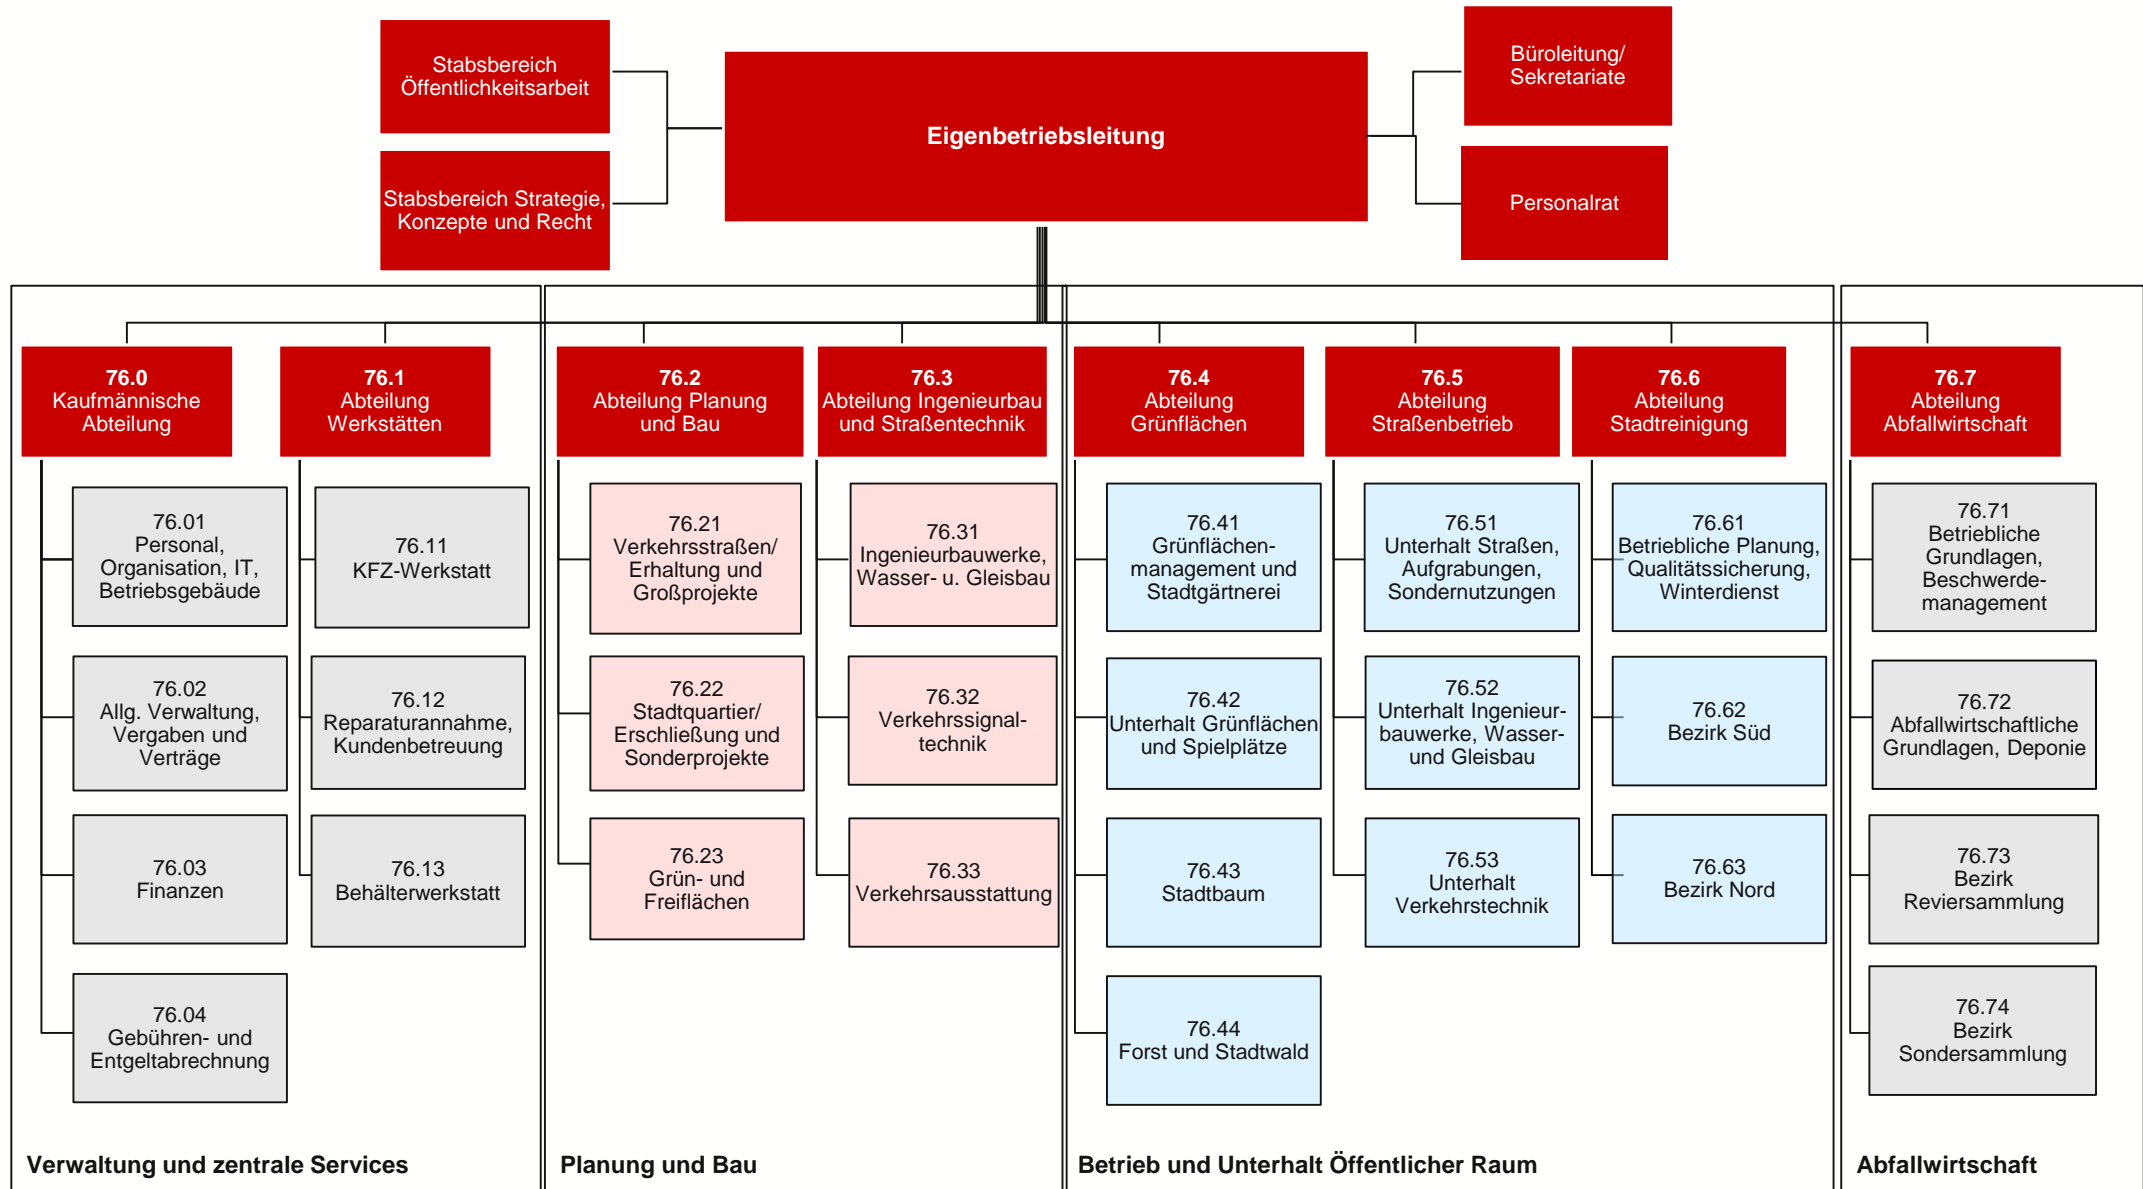 Stabsbereich
Öffentlichkeitsarbeit
Stabsbereich Strategie,
Konzepte und Recht
Eigenbetriebsleitung
Büroleitung/
Sekretariate
Personalrat
76.0
Kaufmännische
Abteilung
76.1
Abteilung
Werkstätten
76.2
Abteilung Planung
und Bau
76.3
Abteilung Ingenieurbau
und Straßentechnik
76.4
Abteilung
Grünflächen
76.5
Abteilung
Straßenbetrieb
76.6
Abteilung
Stadtreinigung
76.7
Abteilung
Abfallwirtschaft
76.01
Personal,
Organisation, IT,
Betriebsgebäude
76.02
Allg. Verwaltung,
Vergaben und
Verträge
76.03
Finanzen
76.04
Gebühren- und
Entgeltabrechnung
76.11
KFZ-Werkstatt
76.12
Reparaturannahme,
Kundenbetreuung
76.13
Behälterwerkstatt
76.21
Verkehrsstraßen/
Erhaltung und
Großprojekte
76.22
Stadtquartier/
Erschließung und
Sonderprojekte
76.23
Grün- und
Freiflächen
76.31
Ingenieurbauwerke,
Wasser- u. Gleisbau
76.32
Verkehrssignal-
technik
76.33
Verkehrsausstattung
76.41
Grünflächen-
management und
Stadtgärtnerei
76.42
Unterhalt Grünflächen
und Spielplätze
76.43
Stadtbaum
76.44
Forst und Stadtwald
76.51
Unterhalt Straßen,
Aufgrabungen,
Sondernutzungen
76.52
Unterhalt Ingenieur-
bauwerke, Wasser-
und Gleisbau
76.53
Unterhalt
Verkehrstechnik
76.61
Betriebliche Planung,
Qualitätssicherung,
Winterdienst
76.62
Bezirk Süd
76.63
Bezirk Nord
76.71
Betriebliche
Grundlagen,
Beschwerde-
management
76.72
Abfallwirtschaftliche
Grundlagen, Deponie
76.73
Bezirk
Reviersammlung
76.74
Bezirk
Sondersammlung
Verwaltung und zentrale Services
Planung und Bau
Betrieb und Unterhalt Öffentlicher Raum
Abfallwirtschaft